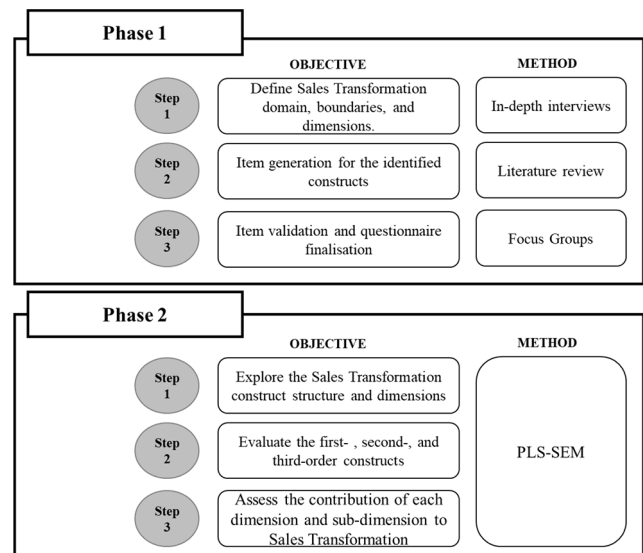 Phase 1
OBJECTIVE
METHOD
Step
1
Define Sales Transformation
domain, boundaries, and
dimensions.
In-depth interviews
Step
2
Item generation for the identified
constructs
Literature review
Step
3
Item validation and questionnaire
finalisation
Focus Groups
Phase 2
OBJECTIVE
METHOD
Step
1
Explore the Sales Transformation
construct structure and dimensions
Step
2
Evaluate the first- , second-, and
third-order constructs
PLS-SEM
Step
3
Assess the contribution of each
dimension and sub-dimension to
Sales Transformation